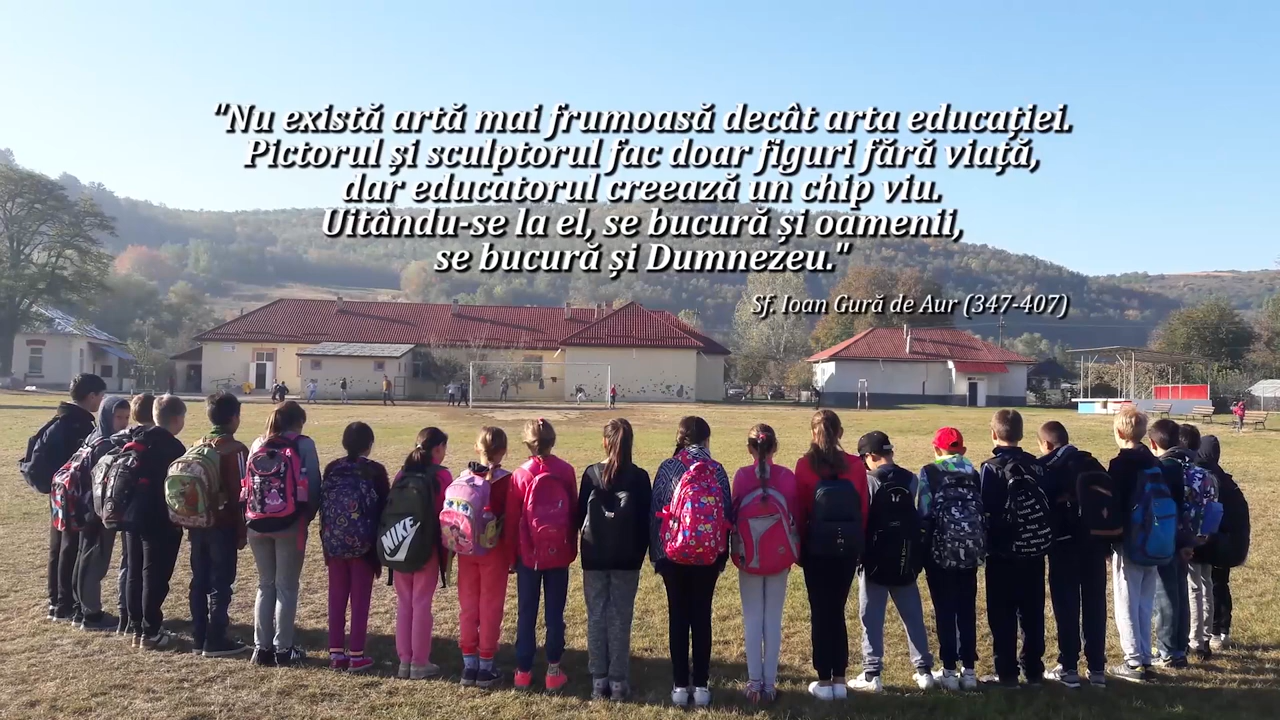 "Nu există artă mai frumoasă decât arta educației.
Pictorul și sculptorul fac doar figuri fără viață,
dar educatorul creează un chip viu.
Uitându-se la el, se bucură și oamenii,
se bucură și Dumnezeu."
Sf. Ioan Gură de Aur (347-407)
NIKE